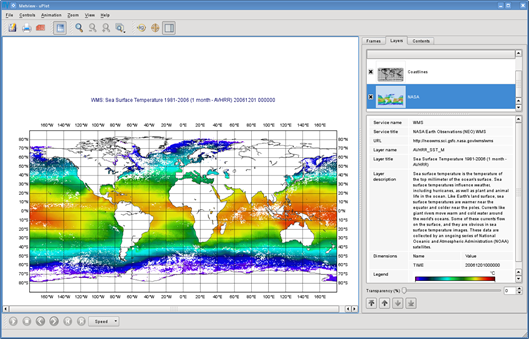 Metview - uPlot
File Controls Animation Zoom View Help
Frames Layer Contents
Coastlines
NASA
WMS: Sea Surface Temperature 1981-2006 (1 month - AVHRR) 20061201 000000
160°W 140°W 120°W 100°W 80°W 60°W 40°W 20°W 0°E 20°E 40°E 60°E 80°E 100°E 120°E 140°E 160°E
80°N 80°N
70°N 70°N
60°N 60°N
50°N 50°N
40°N 40°N
30°N 30°N
20°N 20°N
10°N 10°N
0°N 0°N
10°S 10°S
20°S 20°S
30°S 30°S
40°S 40°S
50°S 50°S
60°S 60°S
70°S 70°S
80°S 80°S
160°W 140°W 120°W 100°W 80°W 60°W 40°W 20°W 0°E 20°E 40°E 60°E 80°E 100°E 120°E 140°E 160°E
Service name WMS
Service title NASA Earth Observations (NEO) WMS
URL
Layer name AVHRR_SST_M
Layer title Sea Surface Temperature 1981-2006 (1 month - AVHRR)
Layer description Sea surface temperature is the temperature of the top millimeter of the ocean's surface. Sea surface temperatures influence weather, including hurricanes, as well as plant and animal life in the ocean. Like Earth's land surface, sea surface temperatures are warmer near the equator and colder near the poles. Currents like giant rivers move warm and cold water around the world's oceans. Some of these currents flow on the surface, and they are obvious in sea surface temperature images. These data are collected by an ongoing series of National Oceanic and Atmospheric Administration (NOAA) satellites.
Dimensions Name Value
TIME 20061201000000
Legend °C
Transparency (%) 0
Speed